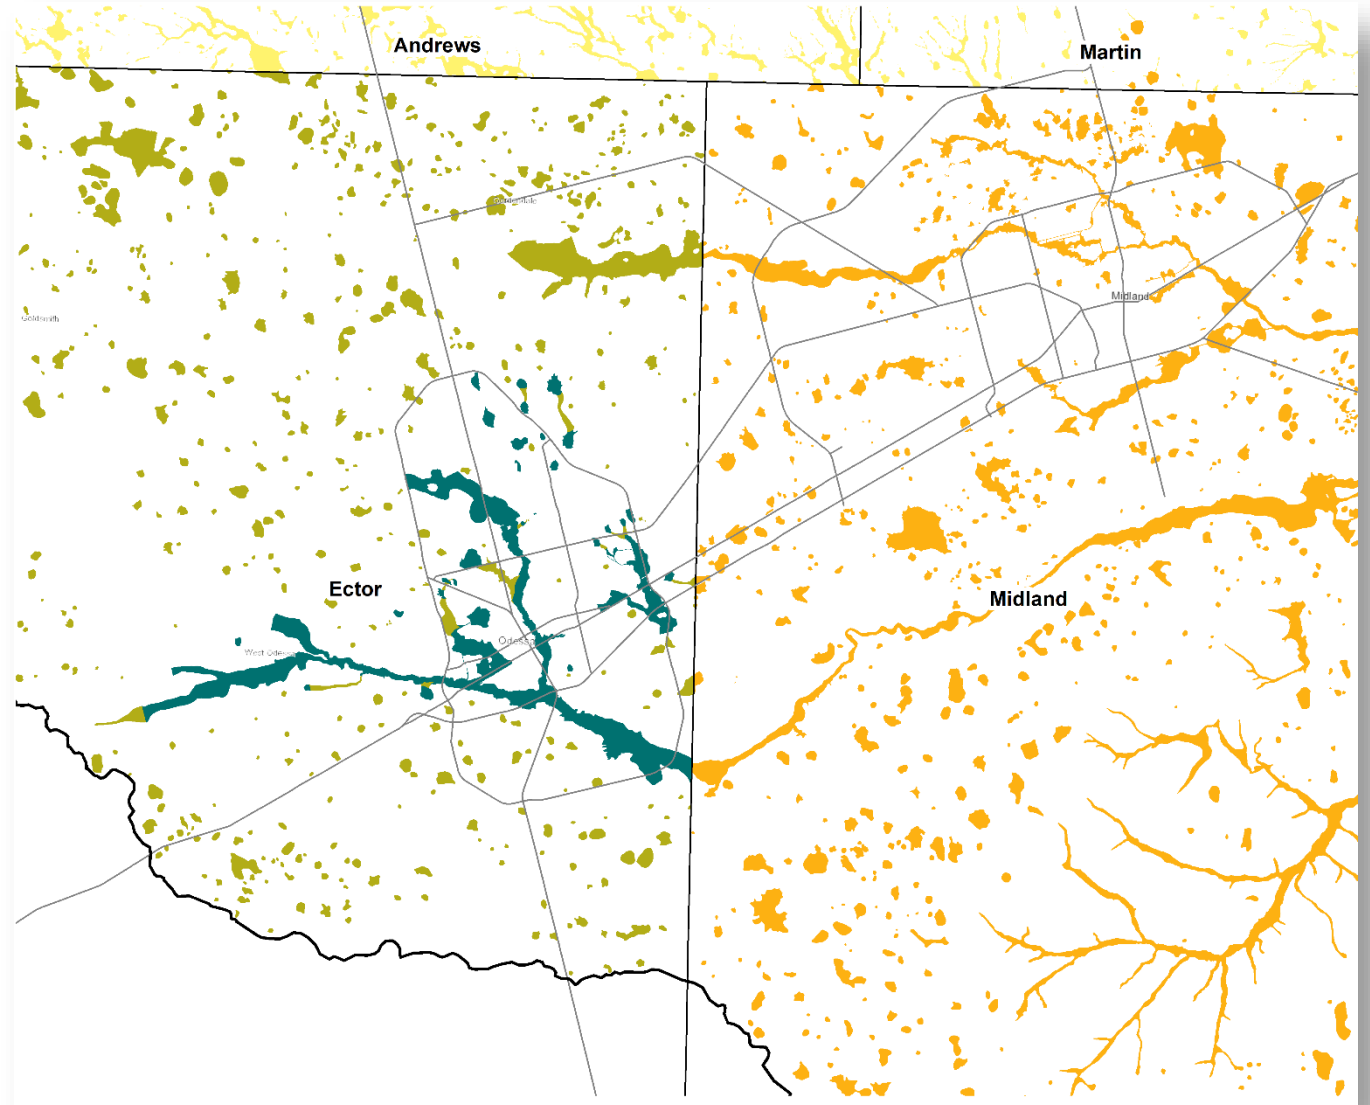 Andrews
Martin
Goldsmith
Midland
Ector
Midland
Odessa
West Odessa